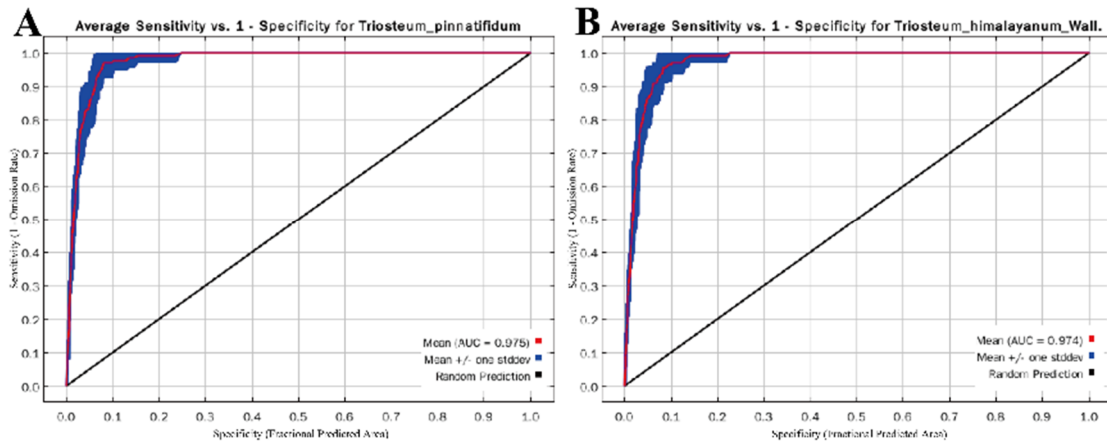 A
Average Sensitivity vs. 1 - Specificity for Triosteum_pinnatifidum
1.0
0.9
0.8
0.7
0.6
0.5
0.4
0.3
0.2
0.1
0.0
Sensitivity (1 - Omission Rate)
Mean (AUC = 0.975)
Mean +/- one stddev
Random Prediction
0.0 0.1 0.2 0.3 0.4 0.5 0.6 0.7 0.8 0.9 1.0
Specificity (Fractional Predicted Area)
B
Average Sensitivity vs. 1 - Specificity for Triosteum_himalayanum_Wall.
1.0
0.9
0.8
0.7
0.6
0.5
0.4
0.3
0.2
0.1
0.0
Sensitivity (1 - Omission Rate)
Mean (AUC = 0.974)
Mean +/- one stddev
Random Prediction
0.0 0.1 0.2 0.3 0.4 0.5 0.6 0.7 0.8 0.9 1.0
Specificity (Fractional Predicted Area)